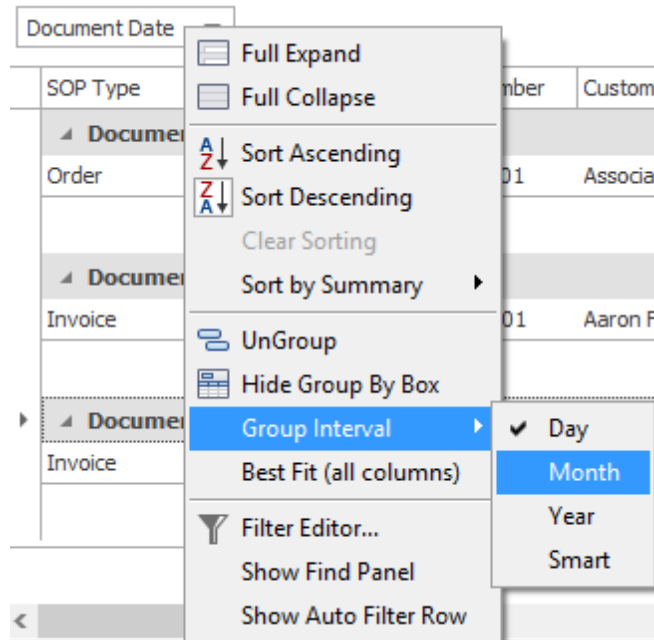 Document Date
Full Expand
SOP Type
mber
Custom
Full Collapse
Documen
Sort Ascending
Order
01
Associa
Sort Descending
Clear Sorting
Documen
Sort by Summary
Invoice
01
Aaron F
UnGroup
Hide Group By Box
Documen
Group Interval
Day
Invoice
Best Fit (all columns)
Month
Year
Filter Editor...
Smart
Show Find Panel
Show Auto Filter Row